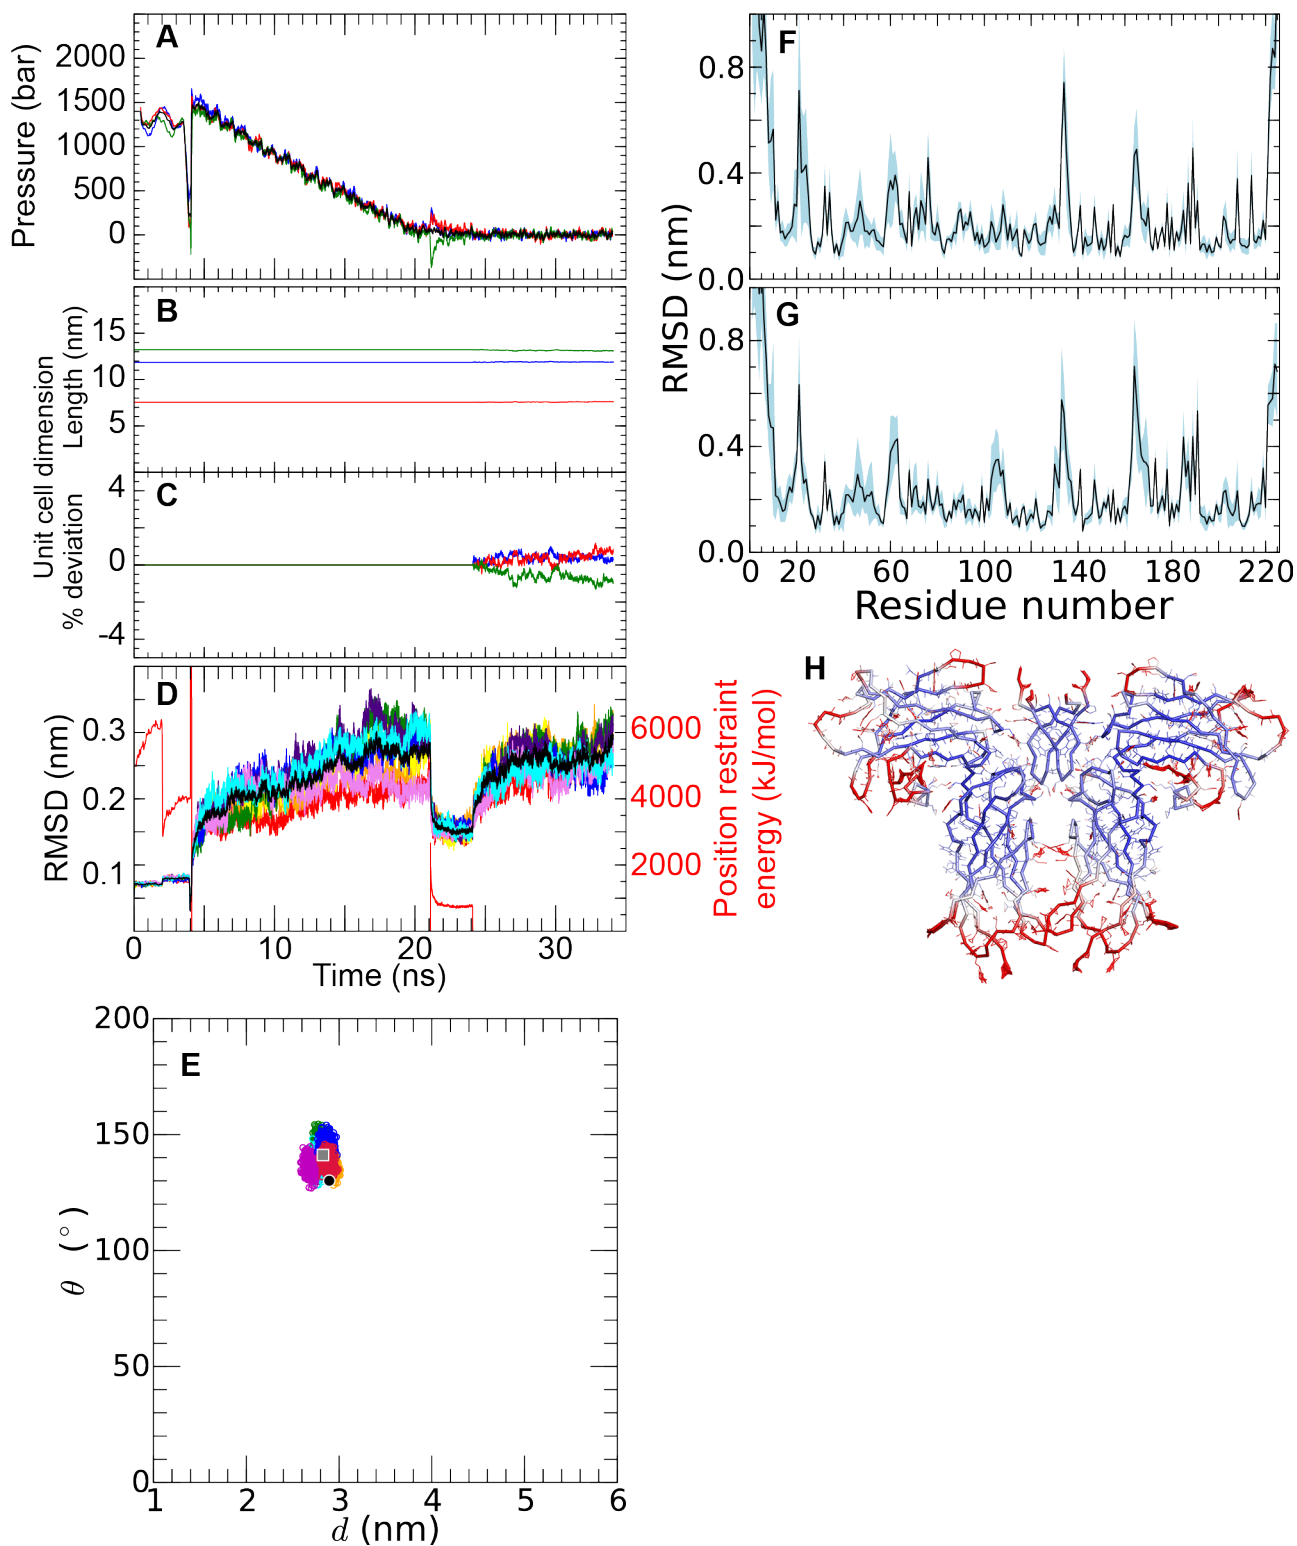 A
Pressure (bar)
2000
1500
1000
500
0
B
Unit cell dimension
Length (nm)
15
10
5
C
% deviation
4
0
-4
D
RMSD (nm)
0.3
0.2
0.1
6000
4000
2000
Position restraint
energy (kJ/mol)
0 10 20 30
Time (ns)
E
θ (°)
200
150
100
50
0
1 2 3 4 5 6
d (nm)
F
0.8
0.4
0.0
RMSD (nm)
G
0.8
0.4
0.0
0 20 60 100 140 180 220
Residue number
H